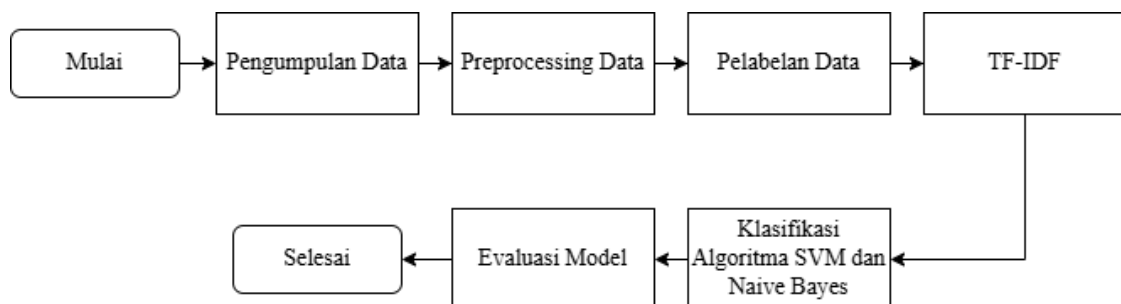 Mulai
Pengumpulan Data
Preprocessing Data
Pelabelan Data
TF-IDF
Klasifikasi
Algoritma SVM dan
Naive Bayes
Evaluasi Model
Selesai